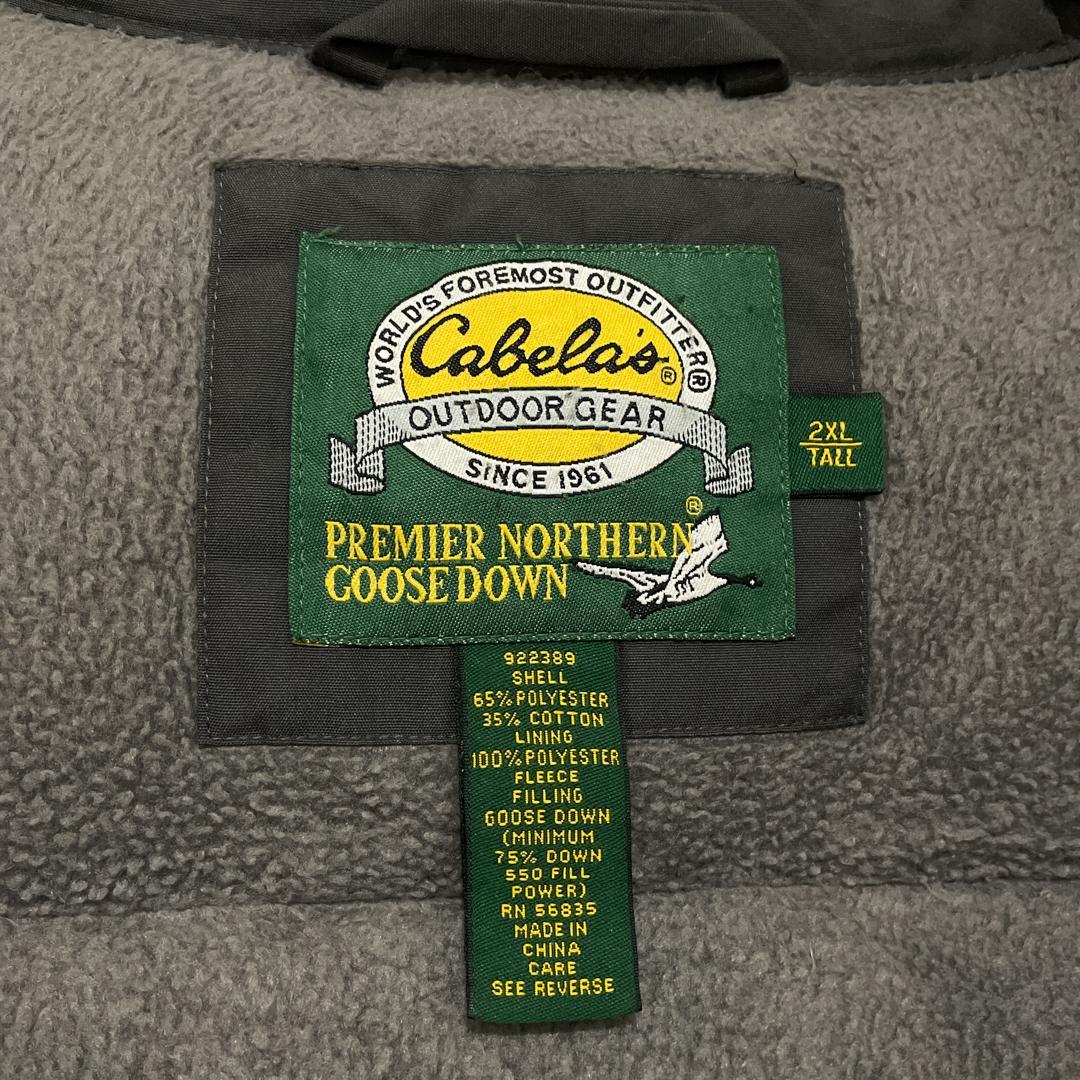 WORLD'S FOREMOST OUTFITTER®
Cabela's®
OUTDOOR GEAR
SINCE 1961
PREMIER NORTHERN®
GOOSE DOWN
2XL
TALL
922389
SHELL
65% POLYESTER
35% COTTON
LINING
100% POLYESTER
FLEECE
FILLING
GOOSE DOWN
(MINIMUM
75% DOWN
550 FILL
POWER)
RN 56835
MADE IN
CHINA
CARE
SEE REVERSE